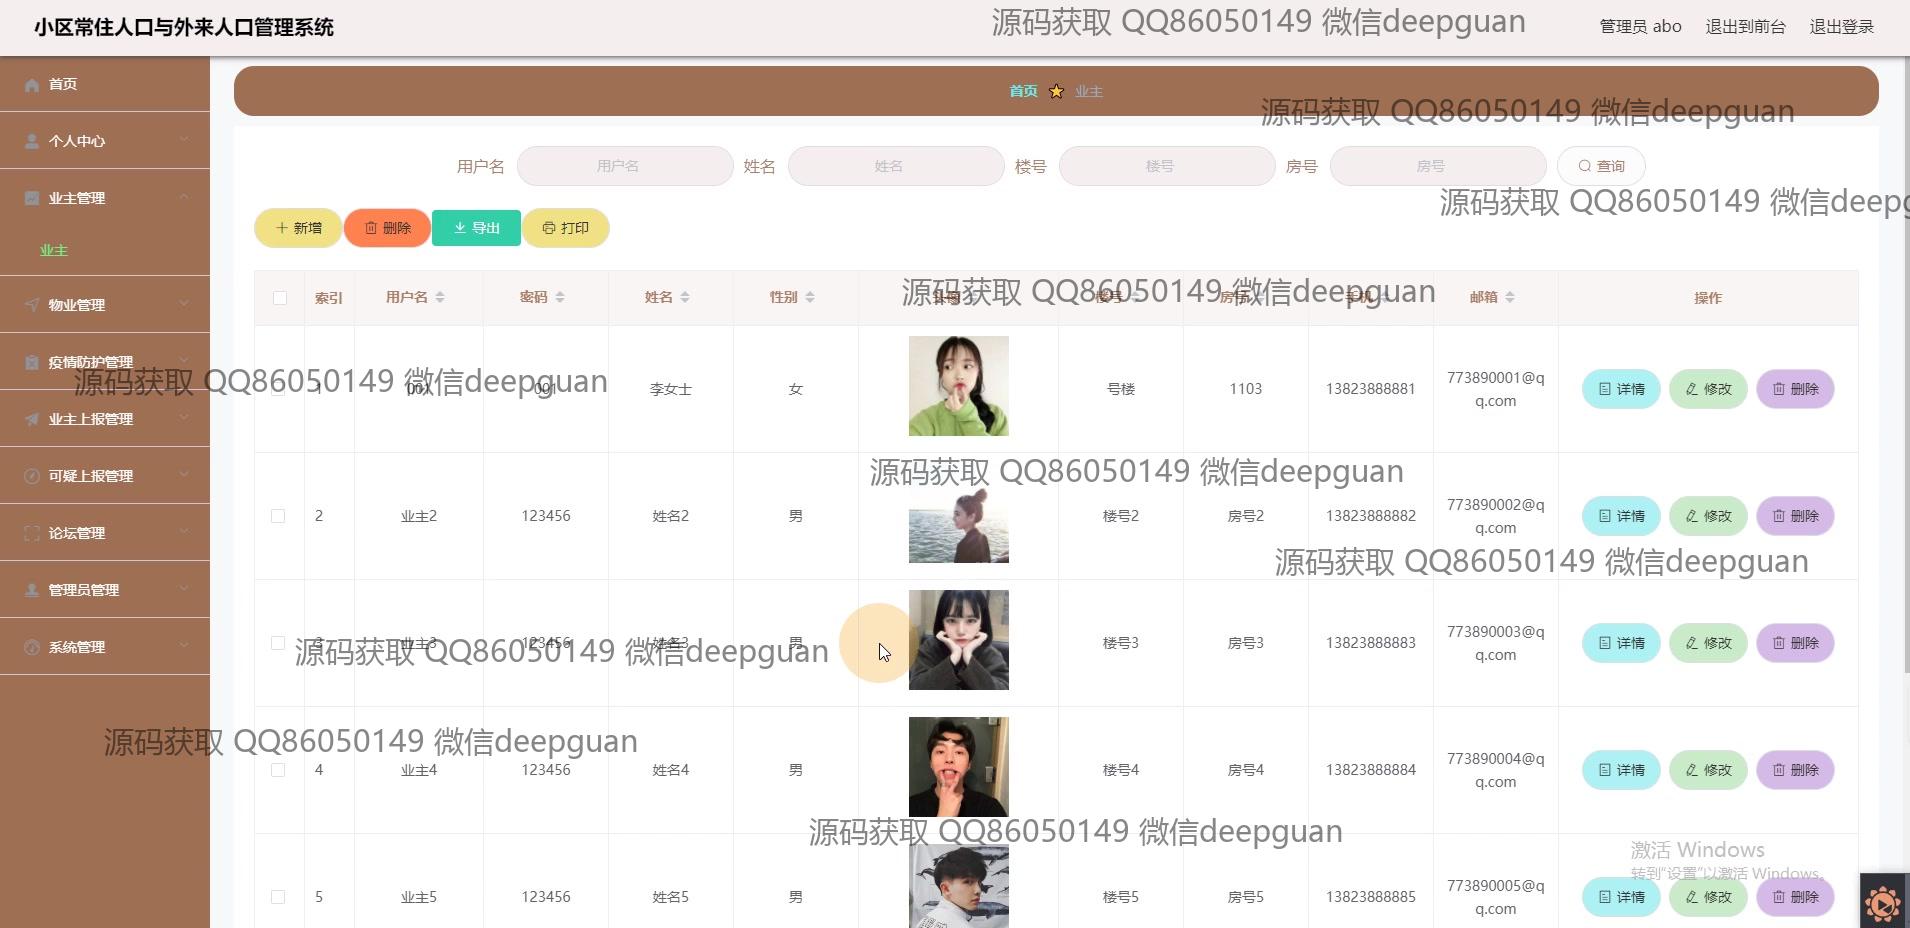 小区常住人口与外来人口管理系统
源码获取 QQ86050149 微信deepguan
管理员 abo 退出到前台 退出登录
首页
个人中心
业主管理
业主
物业管理
疫情防护管理
业主上报管理
可疑上报管理
论坛管理
管理员管理
系统管理
首页 业主
源码获取 QQ86050149 微信deepguan
用户名 用户名 姓名 姓名 楼号 楼号 房号 房号 查询
源码获取 QQ86050149 微信deepg
新增 删除 导出 打印
索引 用户名 密码 姓名 性别 头像 楼号 房号 手机 邮箱 操作
源码获取 QQ86050149 微信deepguan
1 001 001 李女士 女 号楼 1103 13823888881 773890001@q
q.com 详情 修改 删除
源码获取 QQ86050149 微信deepguan
源码获取 QQ86050149 微信deepguan
2 业主2 123456 姓名2 男 楼号2 房号2 13823888882 773890002@q
q.com 详情 修改 删除
源码获取 QQ86050149 微信deepguan
3 业主3 123456 姓名3 男 楼号3 房号3 13823888883 773890003@q
q.com 详情 修改 删除
源码获取 QQ86050149 微信deepguan
源码获取 QQ86050149 微信deepguan
4 业主4 123456 姓名4 男 楼号4 房号4 13823888884 773890004@q
q.com 详情 修改 删除
源码获取 QQ86050149 微信deepguan
激活 Windows
转到"设置"以激活 Windows。
5 业主5 123456 姓名5 男 楼号5 房号5 13823888885 773890005@q
q.com 详情 修改 删除